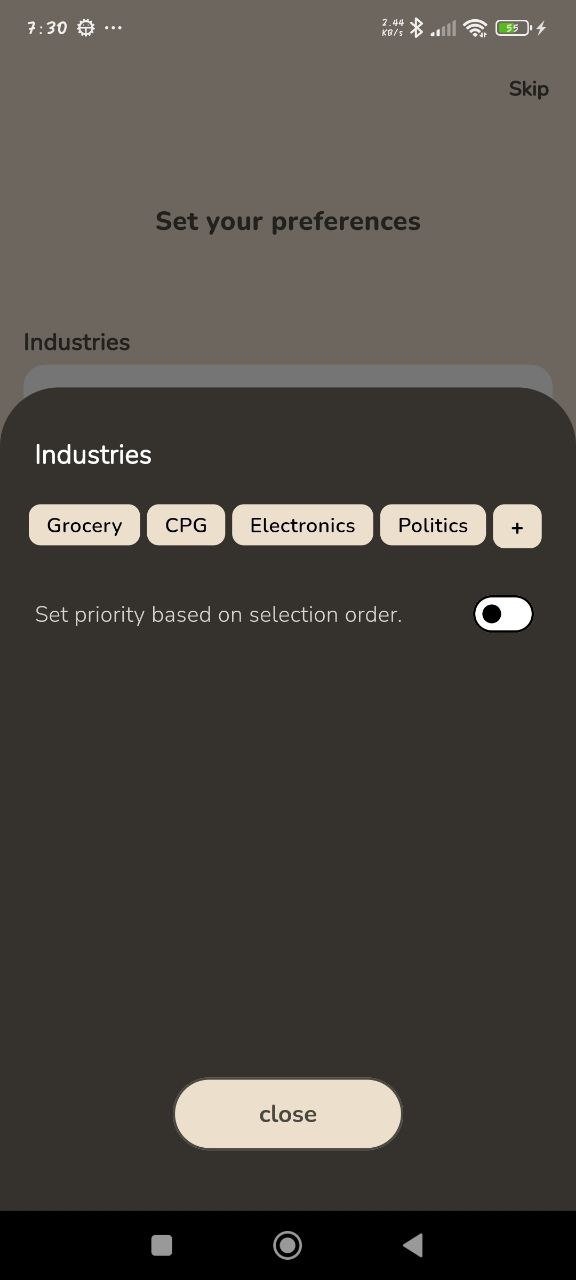 7:30 ... 2.44 KB/s 55
Skip
Set your preferences
Industries
Industries
Grocery CPG Electronics Politics +
Set priority based on selection order.
close